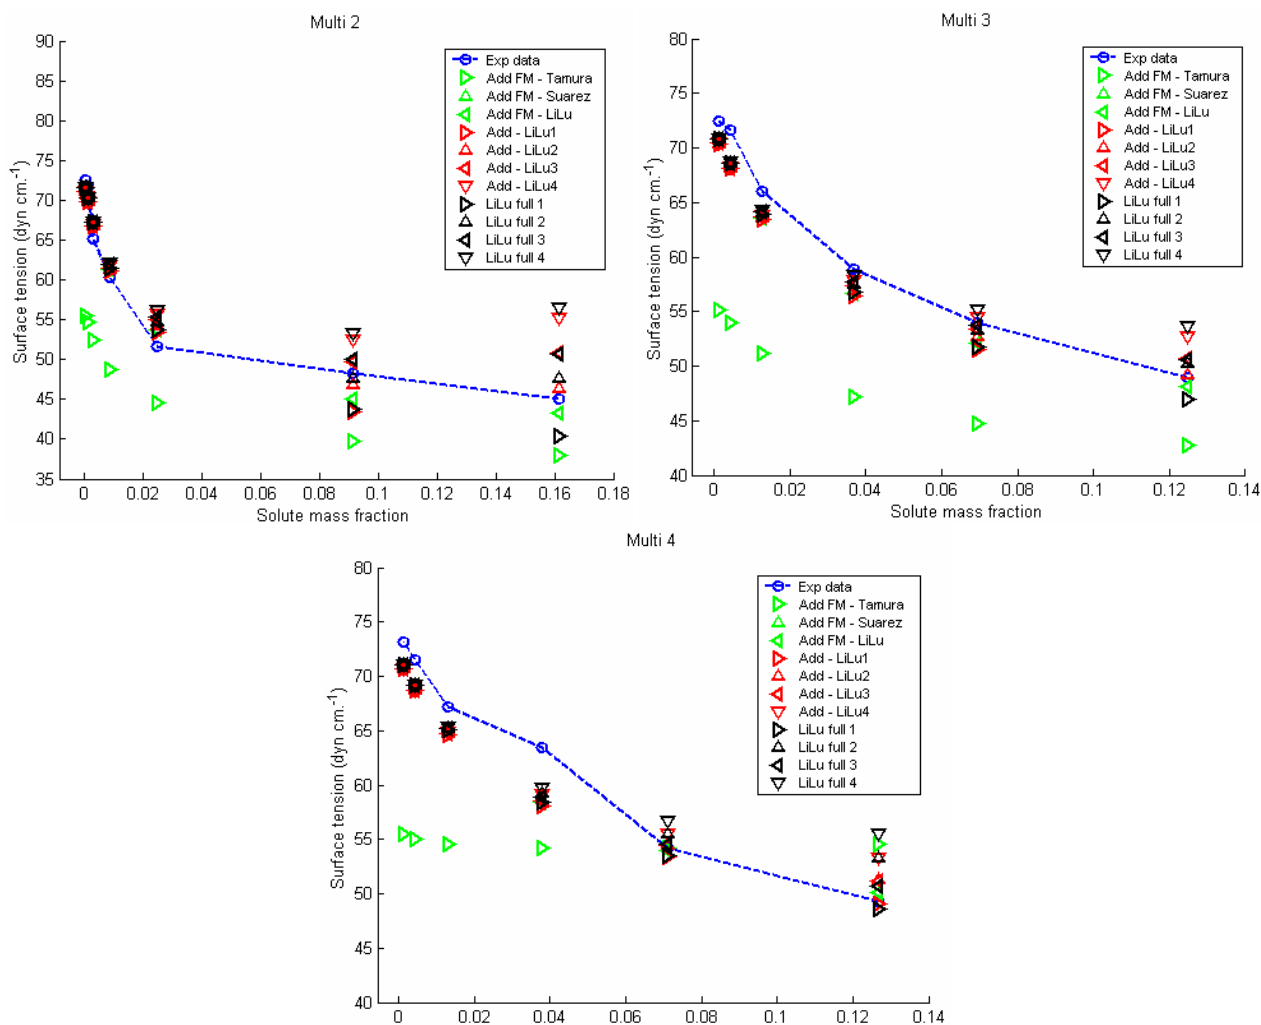 Multi 2
90
85
80
75
70
65
60
55
50
45
40
35
Surface tension (dyn cm.-1)
Exp data
Add FM - Tamura
Add FM - Suarez
Add FM - LiLu
Add - LiLu1
Add - LiLu2
Add - LiLu3
Add - LiLu4
LiLu full 1
LiLu full 2
LiLu full 3
LiLu full 4
0 0.02 0.04 0.06 0.08 0.1 0.12 0.14 0.16 0.18
Solute mass fraction
Multi 3
80
75
70
65
60
55
50
45
40
Surface tension (dyn cm.-1)
Exp data
Add FM - Tamura
Add FM - Suarez
Add FM - LiLu
Add - LiLu1
Add - LiLu2
Add - LiLu3
Add - LiLu4
LiLu full 1
LiLu full 2
LiLu full 3
LiLu full 4
0 0.02 0.04 0.06 0.08 0.1 0.12 0.14
Solute mass fraction
Multi 4
80
75
70
65
60
55
50
45
40
Surface tension (dyn cm.-1)
Exp data
Add FM - Tamura
Add FM - Suarez
Add FM - LiLu
Add - LiLu1
Add - LiLu2
Add - LiLu3
Add - LiLu4
LiLu full 1
LiLu full 2
LiLu full 3
LiLu full 4
0 0.02 0.04 0.06 0.08 0.1 0.12 0.14